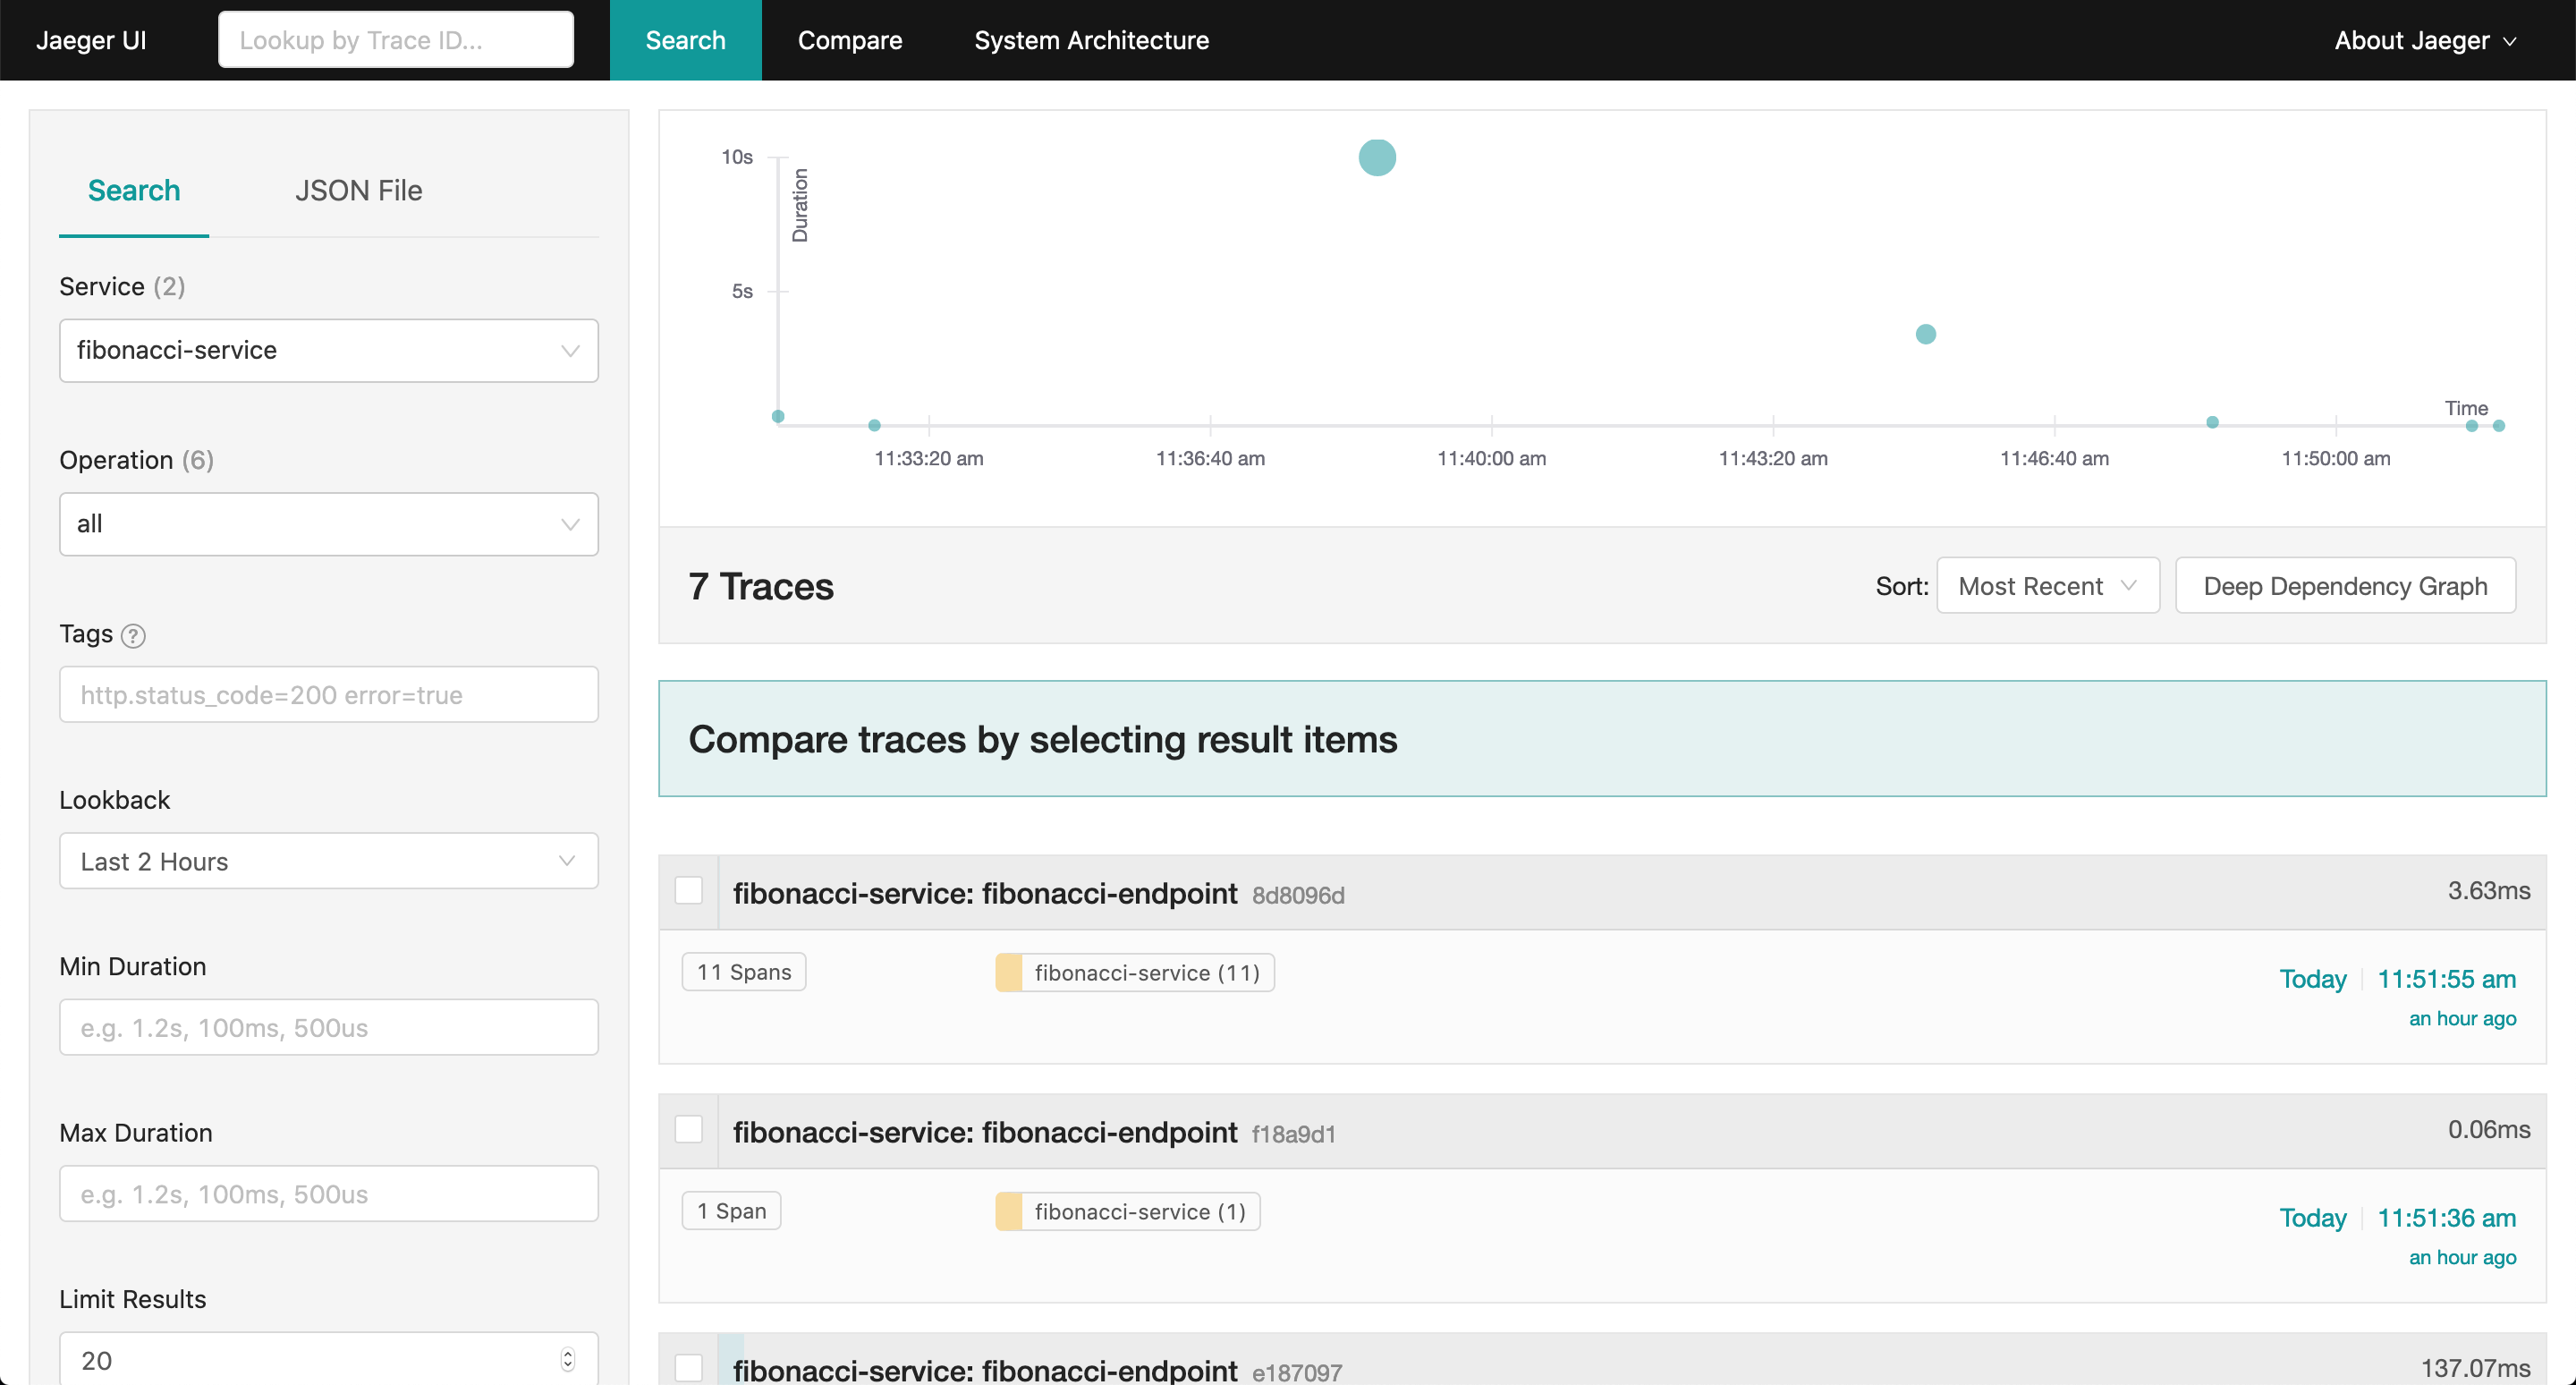 Jaeger UI
Lookup by Trace ID...
Search
Compare
System Architecture
About Jaeger
Search
JSON File
Service (2)
fibonacci-service
Operation (6)
all
Tags ?
http.status_code=200 error=true
Lookback
Last 2 Hours
Min Duration
e.g. 1.2s, 100ms, 500us
Max Duration
e.g. 1.2s, 100ms, 500us
Limit Results
20
10s
Duration
5s
Time
11:33:20 am
11:36:40 am
11:40:00 am
11:43:20 am
11:46:40 am
11:50:00 am
7 Traces
Sort: Most Recent
Deep Dependency Graph
Compare traces by selecting result items
fibonacci-service: fibonacci-endpoint 8d8096d
3.63ms
11 Spans
fibonacci-service (11)
Today 11:51:55 am
an hour ago
fibonacci-service: fibonacci-endpoint f18a9d1
0.06ms
1 Span
fibonacci-service (1)
Today 11:51:36 am
an hour ago
fibonacci-service: fibonacci-endpoint e187097
137.07ms